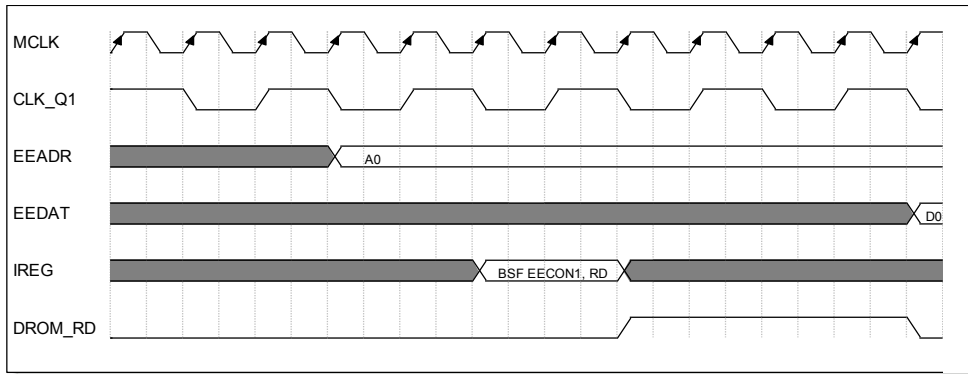 MCLK
CLK_Q1
EEADR
A0
EEDAT
D0
IREG
BSF EECON1, RD
DROM_RD